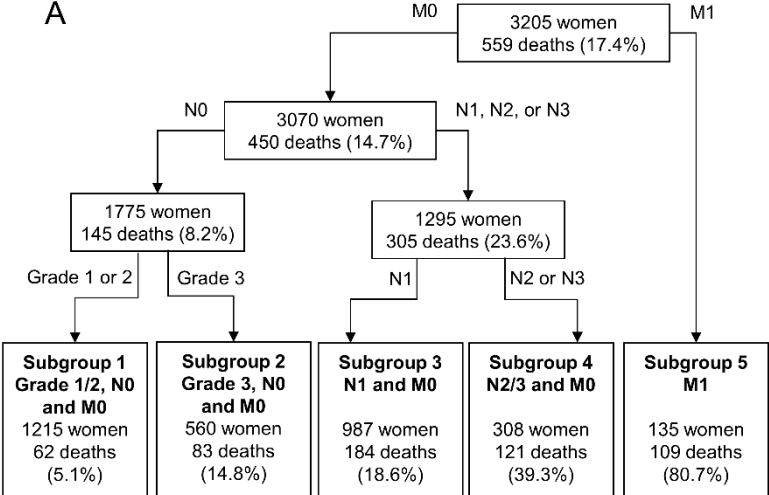 A
M0
3205 women
559 deaths (17.4%)
M1
N0
3070 women
450 deaths (14.7%)
N1, N2, or N3
1775 women
145 deaths (8.2%)
1295 women
305 deaths (23.6%)
Grade 1 or 2
Grade 3
N1
N2 or N3
Subgroup 1
Grade 1/2, N0
and M0
1215 women
62 deaths
(5.1%)
Subgroup 2
Grade 3, N0
and M0
560 women
83 deaths
(14.8%)
Subgroup 3
N1 and M0
987 women
184 deaths
(18.6%)
Subgroup 4
N2/3 and M0
308 women
121 deaths
(39.3%)
Subgroup 5
M1
135 women
109 deaths
(80.7%)